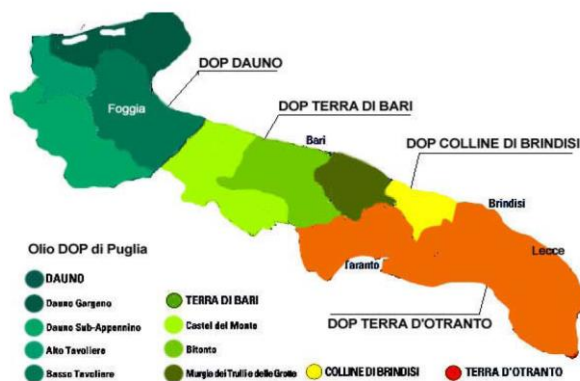 DOP DAUNO
Foggia
DOP TERRA DI BARI
Bari
DOP COLLINE DI BRINDISI
Brindisi
Lecce
Taranto
DOP TERRA D'OTRANTO
Olio DOP di Puglia
DAUNO
Dauno Gargano
Dauno Sub-Appennino
Alto Tavoliere
Basso Tavoliere
TERRA DI BARI
Castel del Monte
Bitonto
Murgia dei Trulli e delle Grotte
COLLINE DI BRINDISI
TERRA D'OTRANTO